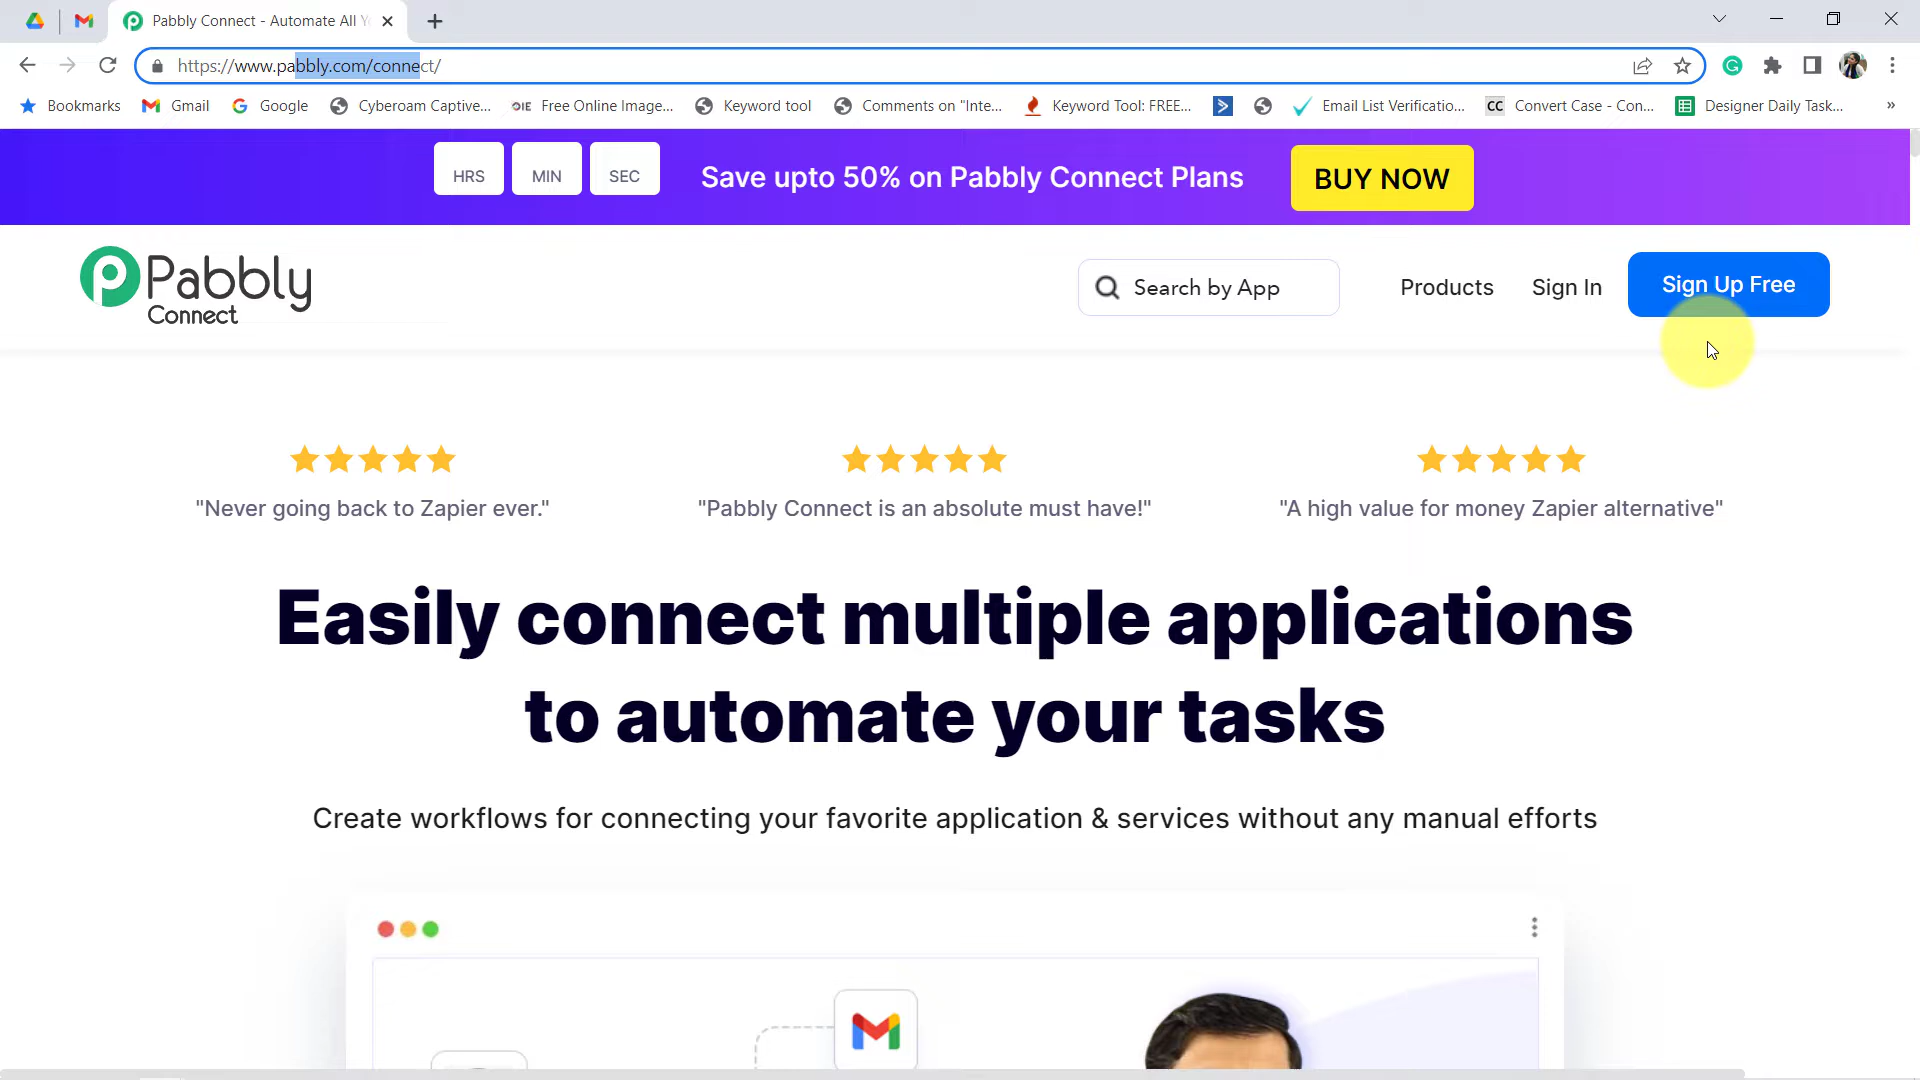 Pabbly Connect - Automate All Y
https://www.pabbly.com/connect/
Bookmarks Gmail Google Cyberoam Captive... OIE Free Online Image... Keyword tool Comments on "Inte... Keyword Tool: FREE... Email List Verificatio... CC Convert Case - Con... Designer Daily Task... »
HRS MIN SEC Save upto 50% on Pabbly Connect Plans BUY NOW
Pabbly
Connect
Search by App Products Sign In Sign Up Free
"Never going back to Zapier ever." "Pabbly Connect is an absolute must have!" "A high value for money Zapier alternative"
Easily connect multiple applications
to automate your tasks
Create workflows for connecting your favorite application & services without any manual efforts